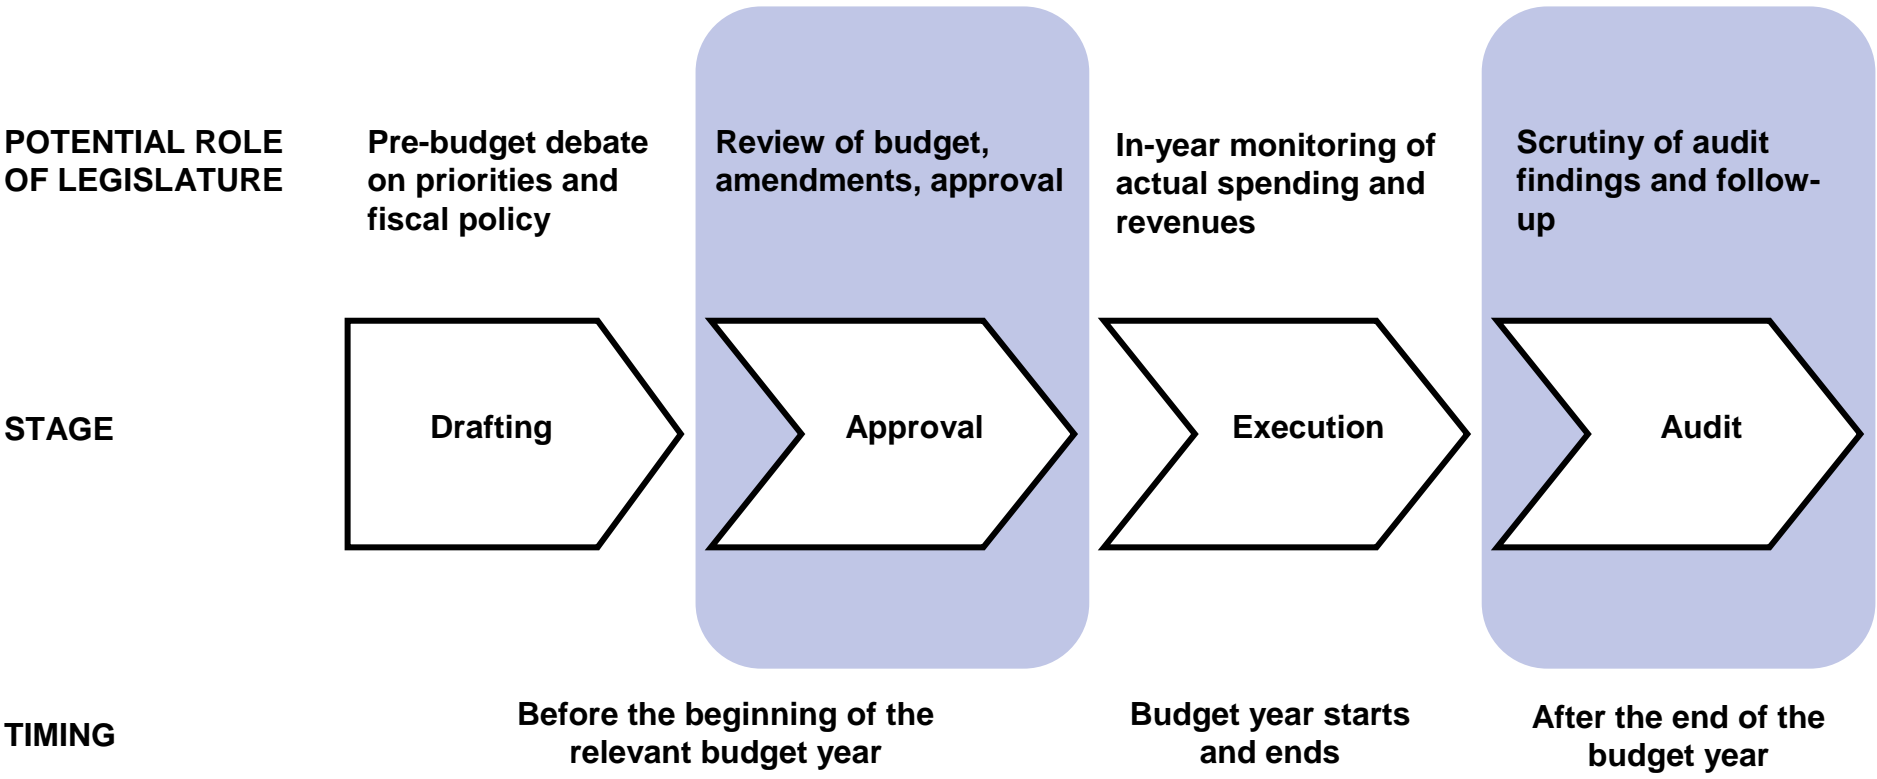 POTENTIAL ROLE
OF LEGISLATURE
Pre-budget debate
on priorities and
fiscal policy
Review of budget,
amendments, approval
In-year monitoring of
actual spending and
revenues
Scrutiny of audit
findings and follow-
up
STAGE
Drafting
Approval
Execution
Audit
TIMING
Before the beginning of the
relevant budget year
Budget year starts
and ends
After the end of the
budget year